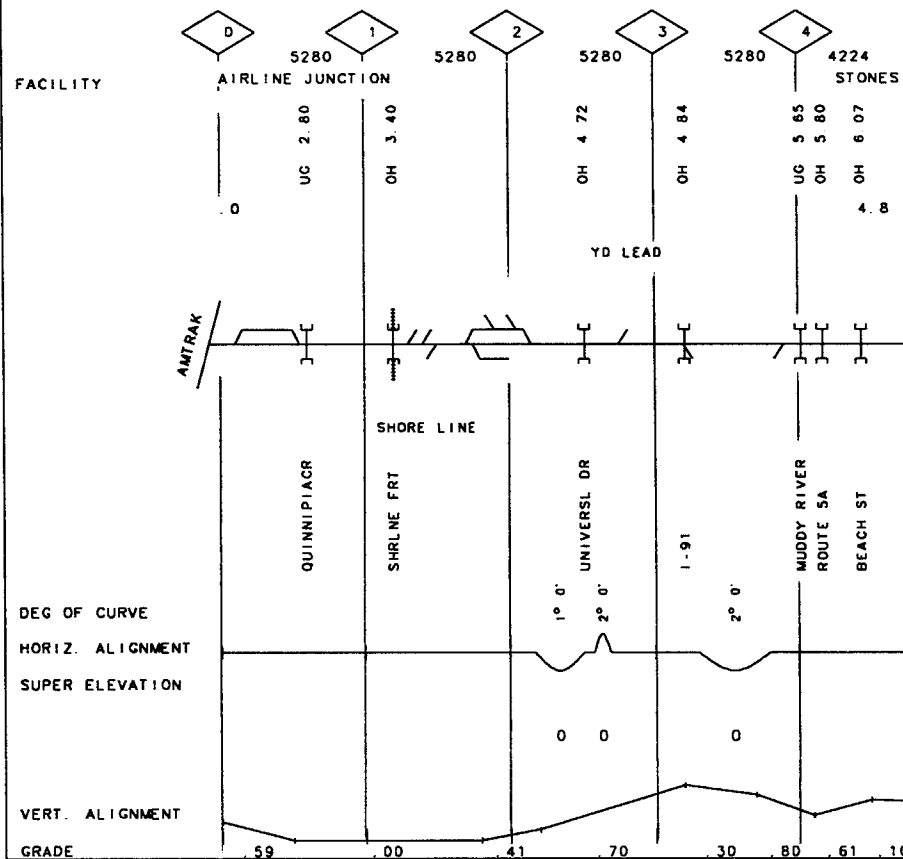 0 1 2 3 4
5280 5280 5280 5280 4224
FACILITY AIRLINE JUNCTION STONES
UG 2.80
OH 3.40
OH 4 72
OH 4 84
UG 5 65
OH 5 80
OH 6 07
.0 4.8
YD LEAD
AMTRAK
SHORE LINE
QUINNIPIACR
SHRLNE FRT
UNIVERSL DR
I-91
MUDDY RIVER
ROUTE 5A
BEACH ST
DEG OF CURVE 1° 0' 2° 0' 2° 0'
HORIZ. ALIGNMENT
SUPER ELEVATION
0 0 0
VERT. ALIGNMENT
GRADE .59 .00 .41 .70 .30 .80 .61 .10